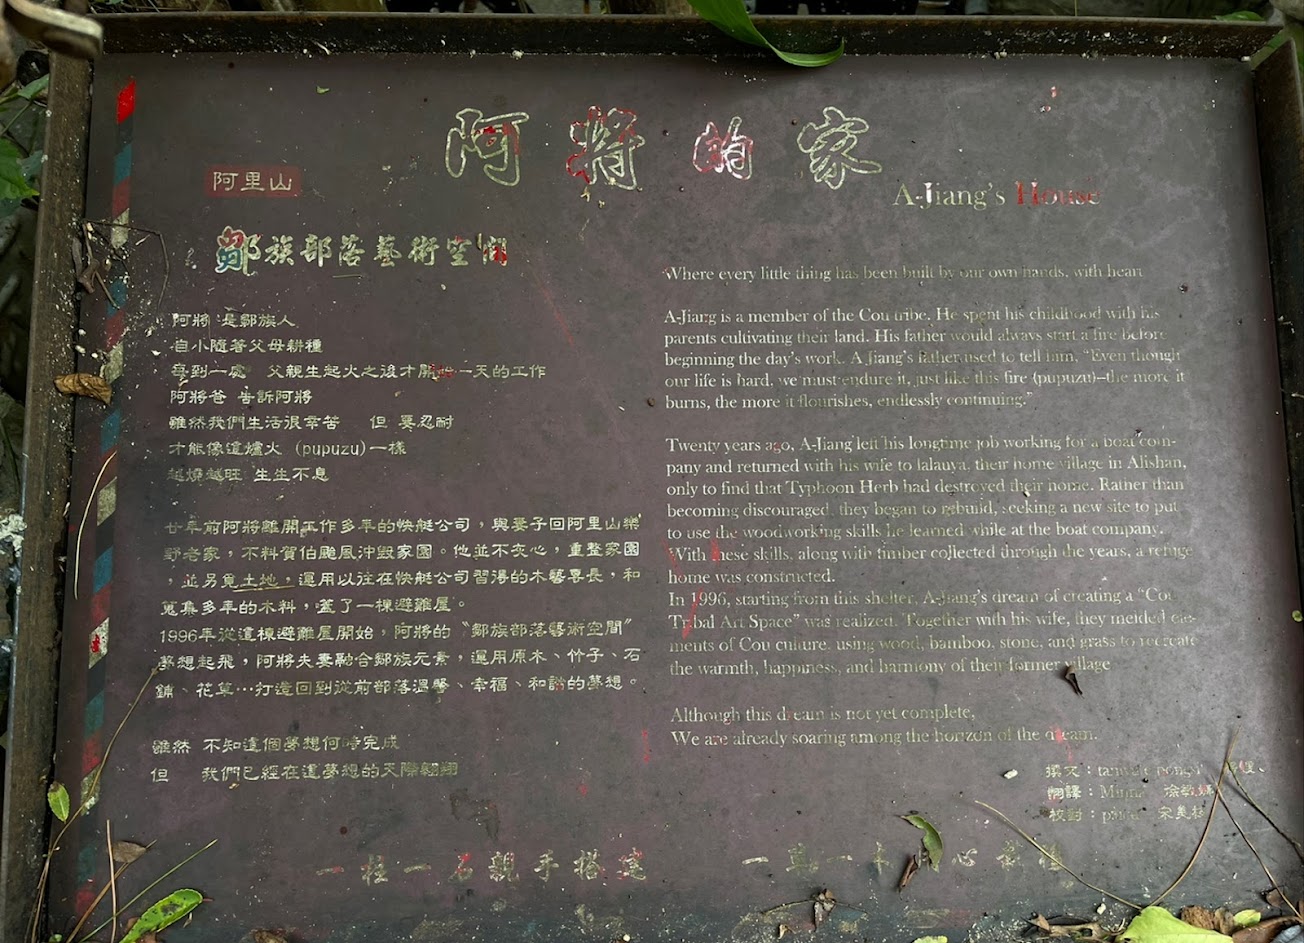 阿將的家
A-Jiang's House
阿里山
鄒族部落藝術空間
阿將 是鄒族人
自小隨著父母耕種
每到一處 父親生起火之後才開始一天的工作
阿將爸 告訴阿將
雖然我們生活很辛苦 但 要忍耐
才能像這爐火 (pupuzu)一樣
越燒越旺 生生不息
廿年前阿將離開工作多年的快艇公司，與妻子回阿里山樂
野老家，不料賀伯颱風沖毀家園。他並不灰心，重整家園
，並另覓土地，運用以往在快艇公司習得的木藝專長，和
蒐集多年的木料，蓋了一棟避難屋。
1996年從這棟避難屋開始，阿將的〝鄒族部落藝術空間〞
夢想起飛，阿將夫妻融合鄒族元素，運用原木、竹子、石
鋪、花草…打造回到從前部落溫馨、幸福、和諧的夢想。
雖然 不知這個夢想何時完成
但 我們已經在這夢想的天際翱翔
Where every little thing has been built by our own hands, with heart
A-Jiang is a member of the Cou tribe. He spent his childhood with his
parents cultivating their land. His father would always start a fire before
beginning the day's work. A Jiang's father used to tell him, "Even though
our life is hard, we must endure it, just like this fire (pupuzu)–the more it
burns, the more it flourishes, endlessly continuing."
Twenty years ago, A-Jiang left his longtime job working for a boat com-
pany and returned with his wife to lalauya, their home village in Alishan,
only to find that Typhoon Herb had destroyed their home. Rather than
becoming discouraged, they began to rebuild, seeking a new site to put
to use the woodworking skills he learned while at the boat company.
With these skills, along with timber collected through the years, a refuge
home was constructed.
In 1996, starting from this shelter, A-Jiang's dream of creating a "Cou
Tribal Art Space" was realized. Together with his wife, they melded ele-
ments of Cou culture, using wood, bamboo, stone, and grass to recreate
the warmth, happiness, and harmony of their former village
Although this dream is not yet complete,
We are already soaring among the horizon of the dream.
撰文：
翻譯：
校對：
一柱一石親手搭建
一 一 心